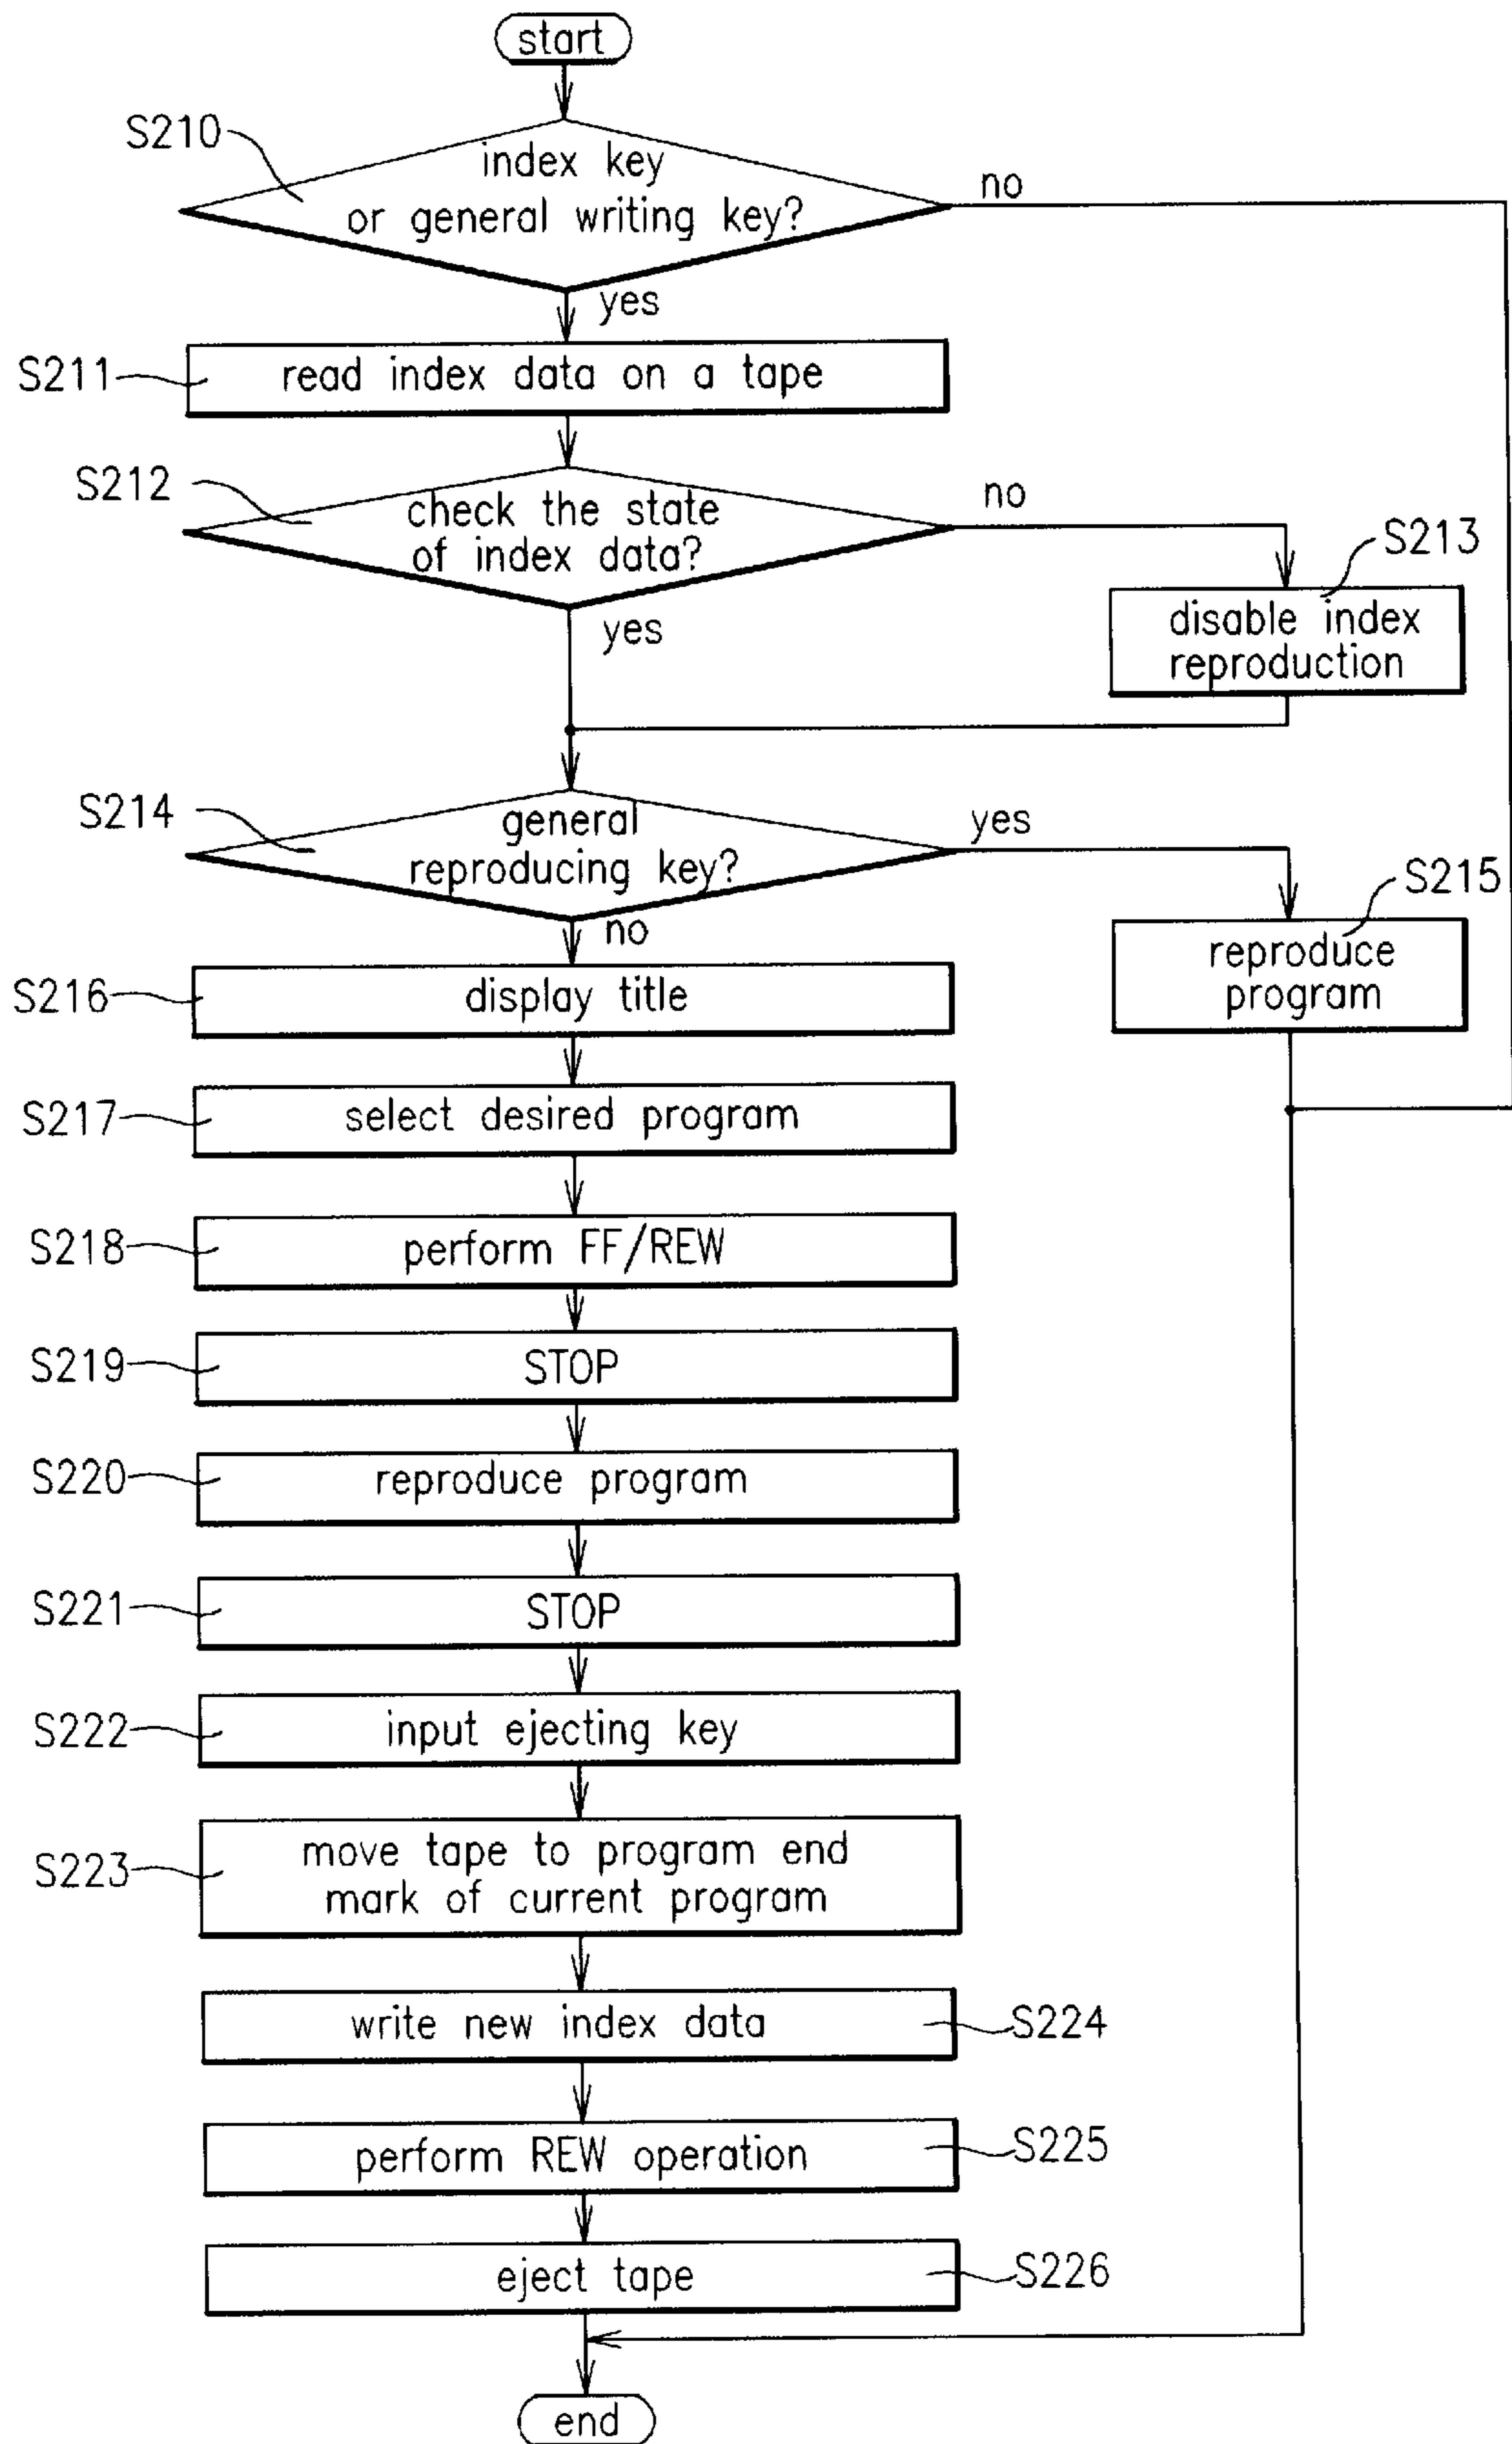 start
S210
index key
or general writing key?
no
yes
S211
read index data on a tape
S212
check the state
of index data?
no
yes
S213
disable index
reproduction
S214
general
reproducing key?
yes
no
S215
reproduce
program
S216
display title
S217
select desired program
S218
perform FF/REW
S219
STOP
S220
reproduce program
S221
STOP
S222
input ejecting key
S223
move tape to program end
mark of current program
write new index data
S224
perform REW operation
S225
eject tape
S226
end